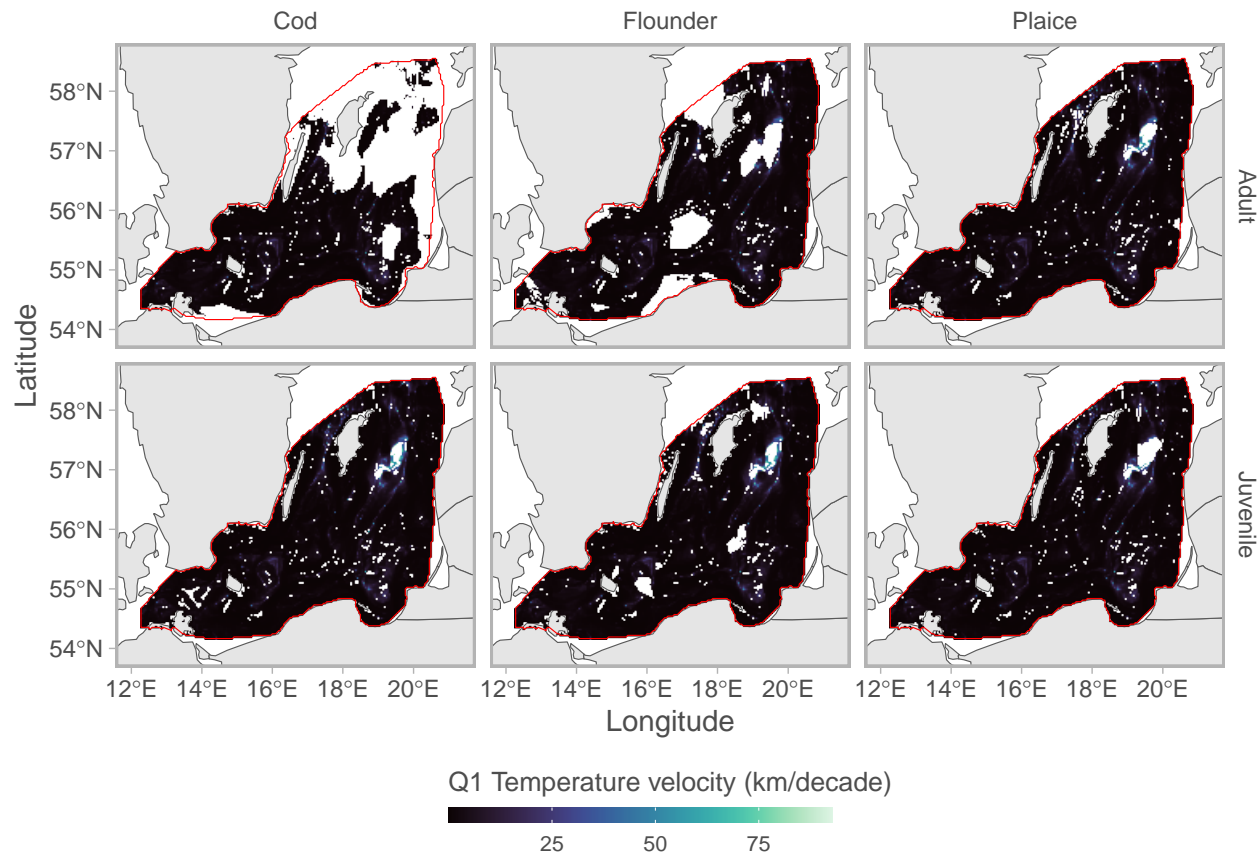 Cod Flounder Plaice
58°N
57°N
56°N
55°N
54°N
Adult
58°N
57°N
56°N
55°N
54°N
Juvenile
Latitude
12°E 14°E 16°E 18°E 20°E 12°E 14°E 16°E 18°E 20°E 12°E 14°E 16°E 18°E 20°E
Longitude
Q1 Temperature velocity (km/decade)
25 50 75